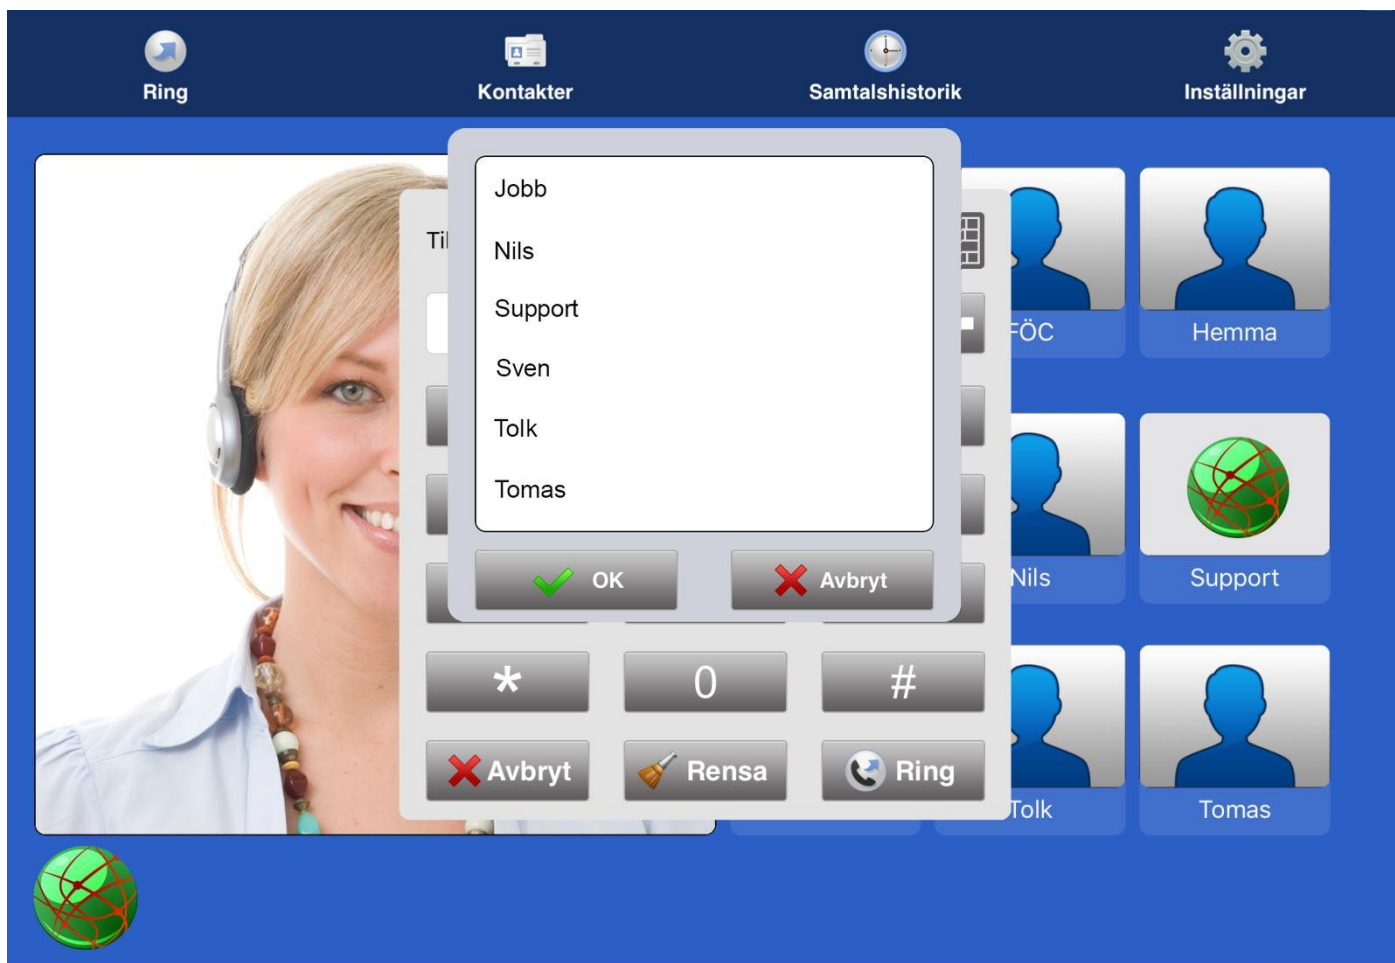 Ring
Kontakter
Samtalshistorik
Inställningar
Jobb
Nils
Support
Sven
Tolk
Tomas
OK
Avbryt
* 0 #
Avbryt
Rensa
Ring
FÖC
Hemma
Nils
Support
Tolk
Tomas